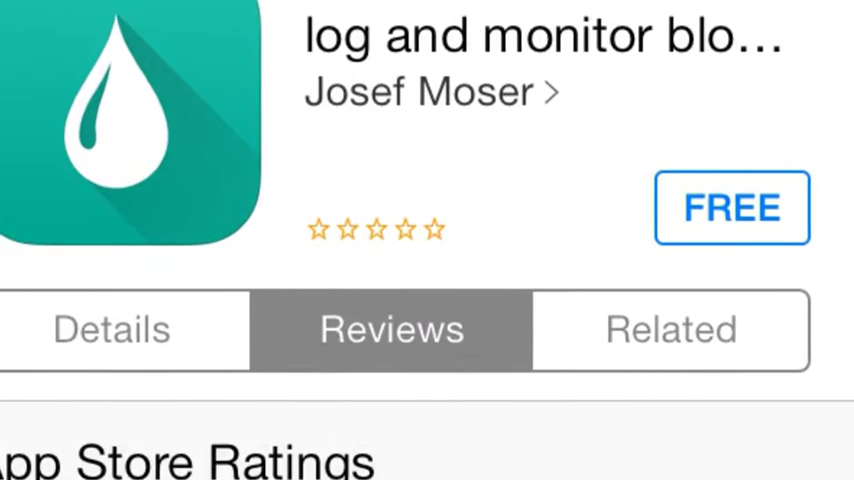 log and monitor blo...
Josef Moser >
FREE
Details
Reviews
Related
App Store Ratings